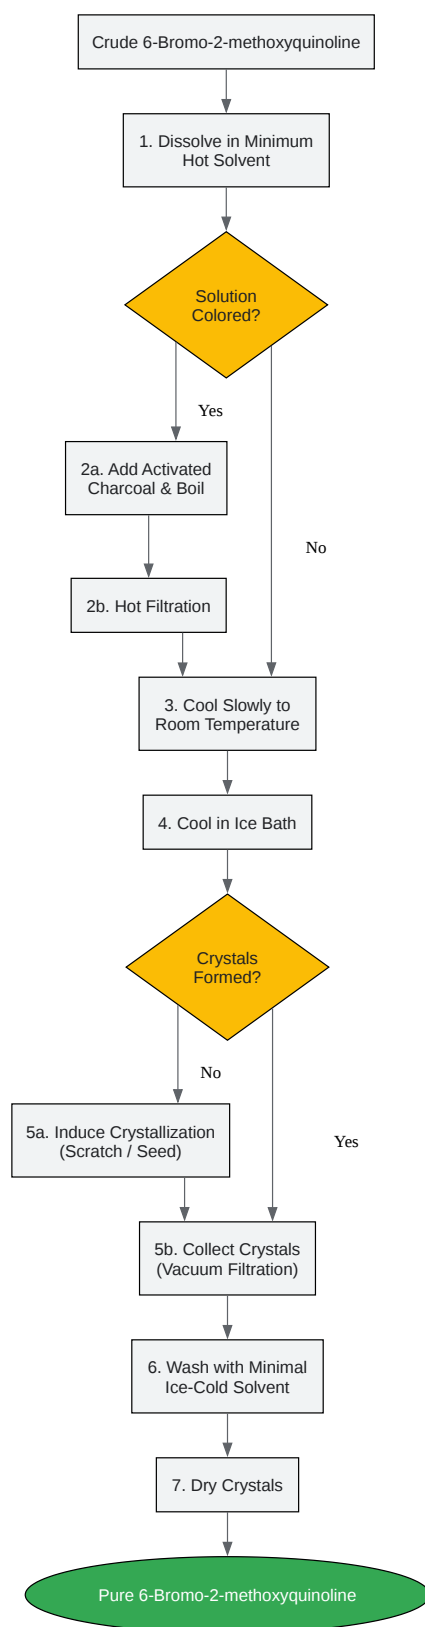 Crude 6-Bromo-2-methoxyquinoline
1. Dissolve in Minimum
Hot Solvent
Solution
Colored?
Yes
2a. Add Activated
Charcoal & Boil
No
2b. Hot Filtration
3. Cool Slowly to
Room Temperature
4. Cool in Ice Bath
Crystals
Formed?
No
5a. Induce Crystallization
(Scratch / Seed)
Yes
5b. Collect Crystals
(Vacuum Filtration)
6. Wash with Minimal
Ice-Cold Solvent
7. Dry Crystals
Pure 6-Bromo-2-methoxyquinoline